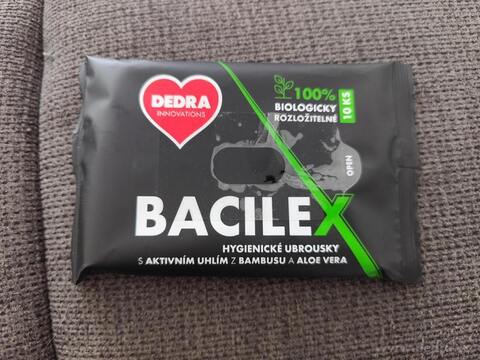 DEDRA
INNOVATIONS
100%
BIOLOGICKY
ROZLOŽITELNÉ
10 KS
OPEN
BACILEX
HYGIENICKÉ UBROUSKY
S AKTIVNÍM UHLÍM Z BAMBUSU A ALOE VERA